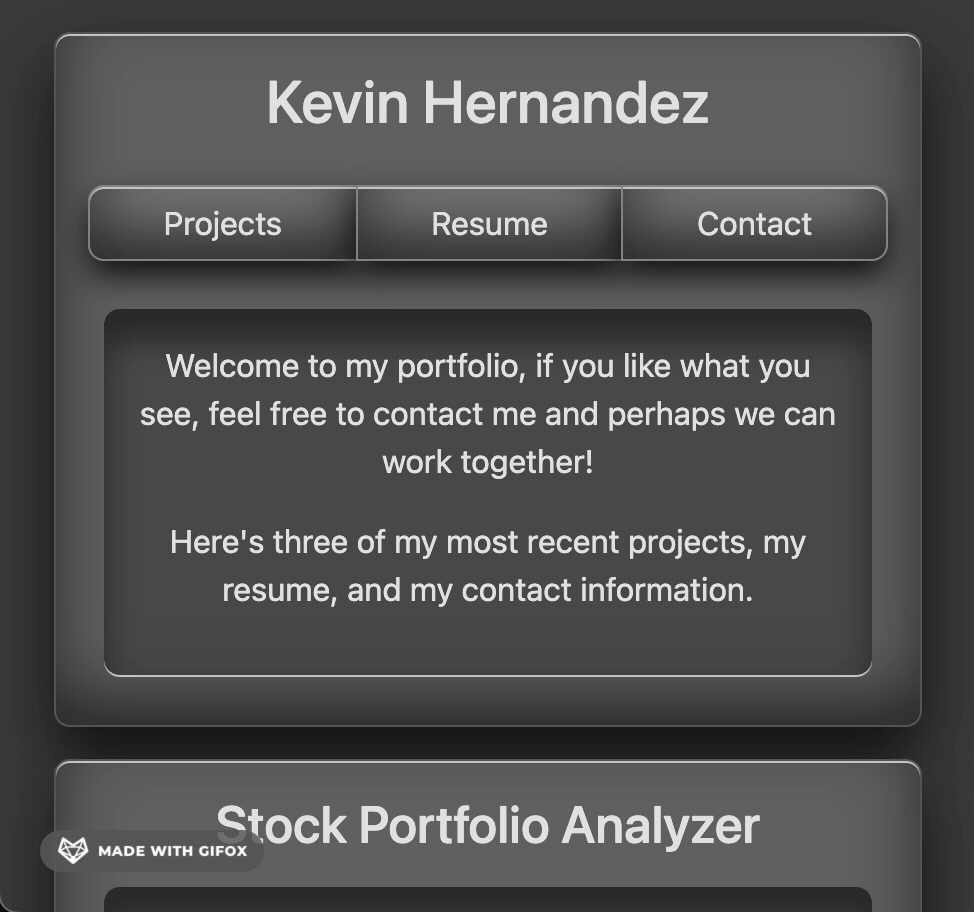 Kevin Hernandez
Projects Resume Contact
Welcome to my portfolio, if you like what you
see, feel free to contact me and perhaps we can
work together!
Here's three of my most recent projects, my
resume, and my contact information.
Stock Portfolio Analyzer
MADE WITH GIFOX